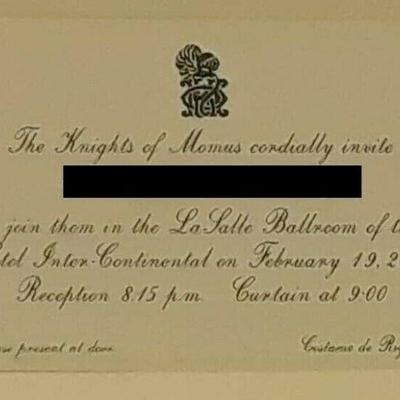 The Knights of Momus cordially invite
join them in the LaSalle Ballroom of
Inter-Continental on February 19, 2
Reception 8:15 p.m. Curtain at 9:00
present at door. Costume de